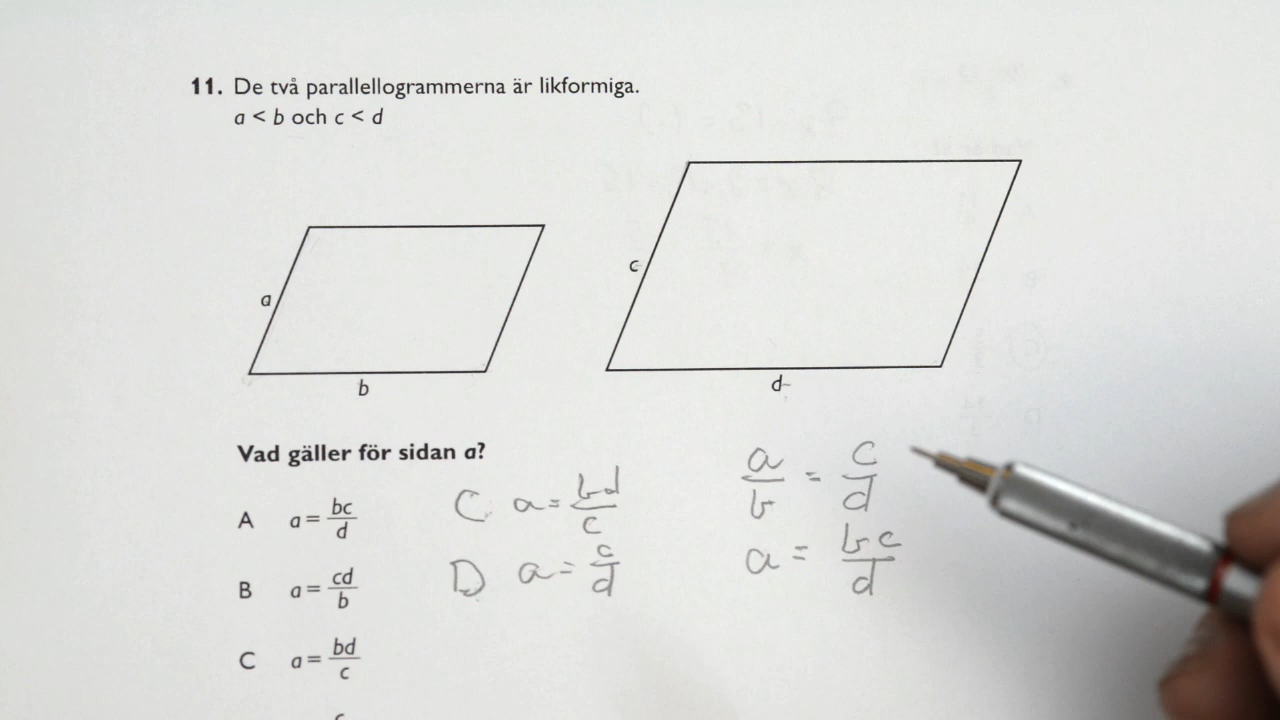 11. De två parallellogrammerna är likformiga.
a < b och c < d
a
b
c
d
Vad gäller för sidan a?
A a = bc/d
B a = cd/b
C a = bd/c
C a = bd/c
D a = c/d
a/b = c/d
a = bc/d